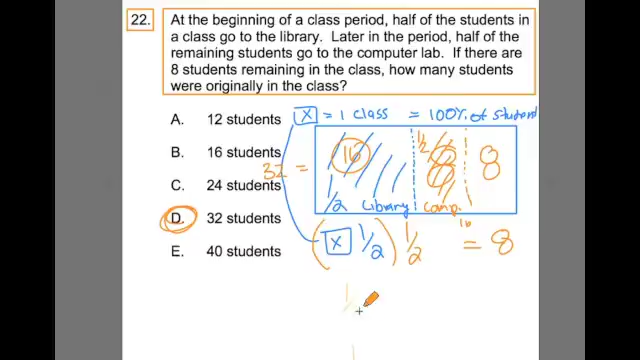 22. At the beginning of a class period, half of the students in
a class go to the library. Later in the period, half of the
remaining students go to the computer lab. If there are
8 students remaining in the class, how many students
were originally in the class?
A. 12 students
B. 16 students
C. 24 students
D. 32 students
E. 40 students
X = 1 Class = 100% of student
32 = 16 1/2 8 8
1/2 Library Comp.
(X 1/2) 1/2 = 8
16
1/